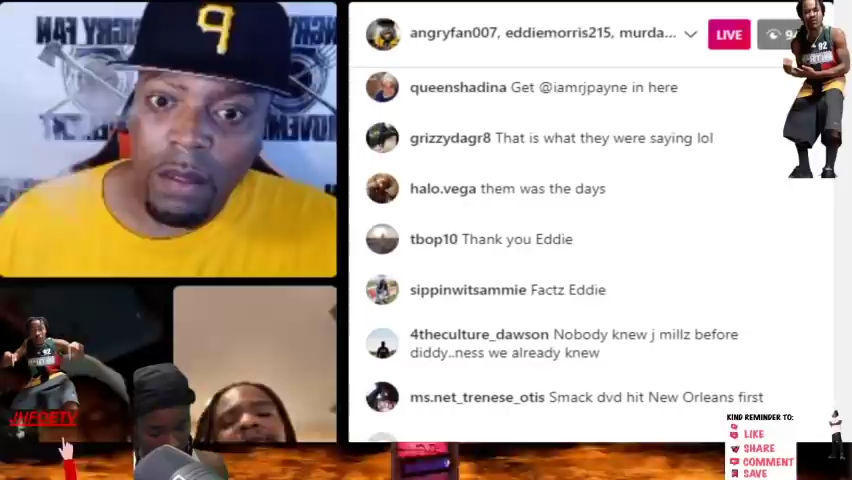 angryfan007, eddiemorris215, murda...
LIVE
queenshadina Get @iamrjpayne in here
grizzydagr8 That is what they were saying lol
halo.vega them was the days
tbop10 Thank you Eddie
sippinwitsammie Factz Eddie
4theculture_dawson Nobody knew j millz before
diddy..ness we already knew
ms.net_trenese_otis Smack dvd hit New Orleans first
KIND REMINDER TO:
LIKE
SHARE
COMMENT
SAVE